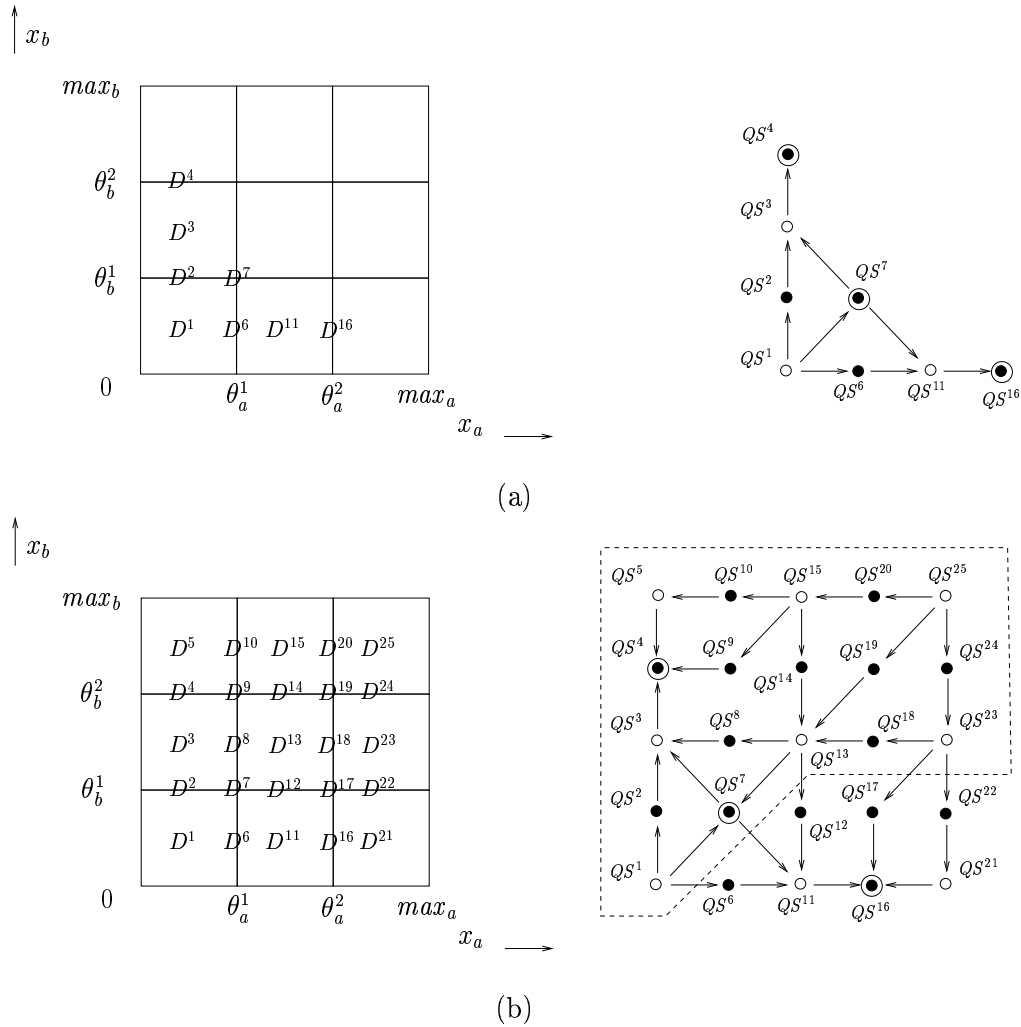 x_b
max_b
QS^4
θ_b^2 D^4
QS^3
D^3
θ_b^1 D^2 D^7
QS^2 QS^7
D^1 D^6 D^11 D^16
QS^1
0 θ_a^1 θ_a^2 max_a
QS^6 QS^11 QS^16
x_a
(a)
x_b
QS^5 QS^10 QS^15 QS^20 QS^25
max_b
D^5 D^10 D^15 D^20 D^25
QS^4 QS^9 QS^19 QS^24
θ_b^2 D^4 D^9 D^14 D^19 D^24
QS^14
QS^3 QS^8 QS^18 QS^23
D^3 D^8 D^13 D^18 D^23
QS^13
θ_b^1 D^2 D^7 D^12 D^17 D^22
QS^2 QS^7 QS^17 QS^22
QS^12
D^1 D^6 D^11 D^16 D^21
QS^1 QS^21
0 θ_a^1 θ_a^2 max_a
QS^6 QS^11 QS^16
x_a
(b)